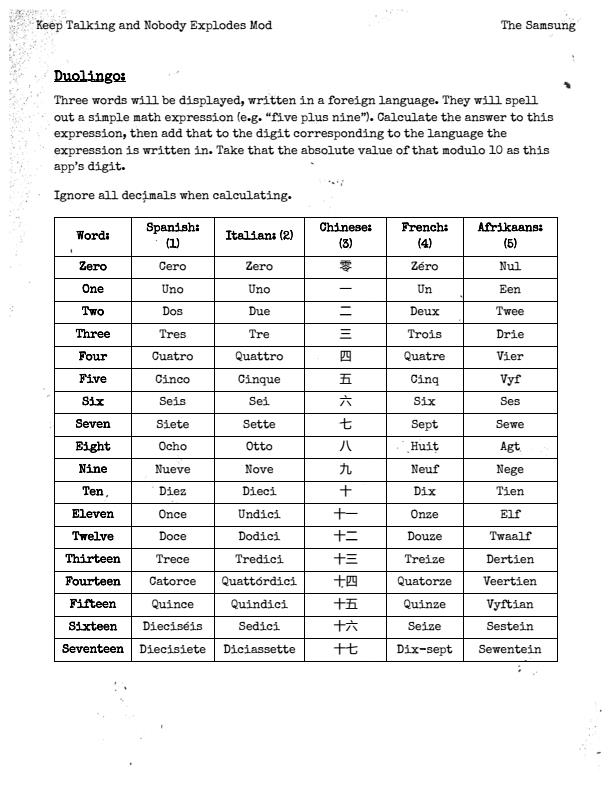 Keep Talking and Nobody Explodes Mod The Samsung
Duolingo:
Three words will be displayed, written in a foreign language. They will spell
out a simple math expression (e.g. “five plus nine”). Calculate the answer to this
expression, then add that to the digit corresponding to the language the
expression is written in. Take that the absolute value of that modulo 10 as this
app's digit.
Ignore all decimals when calculating.
Word: Spanish: (1) Italian: (2) Chinese: (3) French: (4) Afrikaans: (5)
Zero Cero Zero 零 Zéro Nul
One Uno Uno 一 Un Een
Two Dos Due 二 Deux Twee
Three Tres Tre 三 Trois Drie
Four Cuatro Quattro 四 Quatre Vier
Five Cinco Cinque 五 Cinq Vyf
Six Seis Sei 六 Six Ses
Seven Siete Sette 七 Sept Sewe
Eight Ocho Otto 八 Huit Agt
Nine Nueve Nove 九 Neuf Nege
Ten Diez Dieci 十 Dix Tien
Eleven Once Undici 十一 Onze Elf
Twelve Doce Dodici 十二 Douze Twaalf
Thirteen Trece Tredici 十三 Treize Dertien
Fourteen Catorce Quattórdici 十四 Quatorze Veertien
Fifteen Quince Quindici 十五 Quinze Vyftian
Sixteen Dieciséis Sedici 十六 Seize Sestein
Seventeen Diecisiete Diciassette 十七 Dix-sept Sewentein